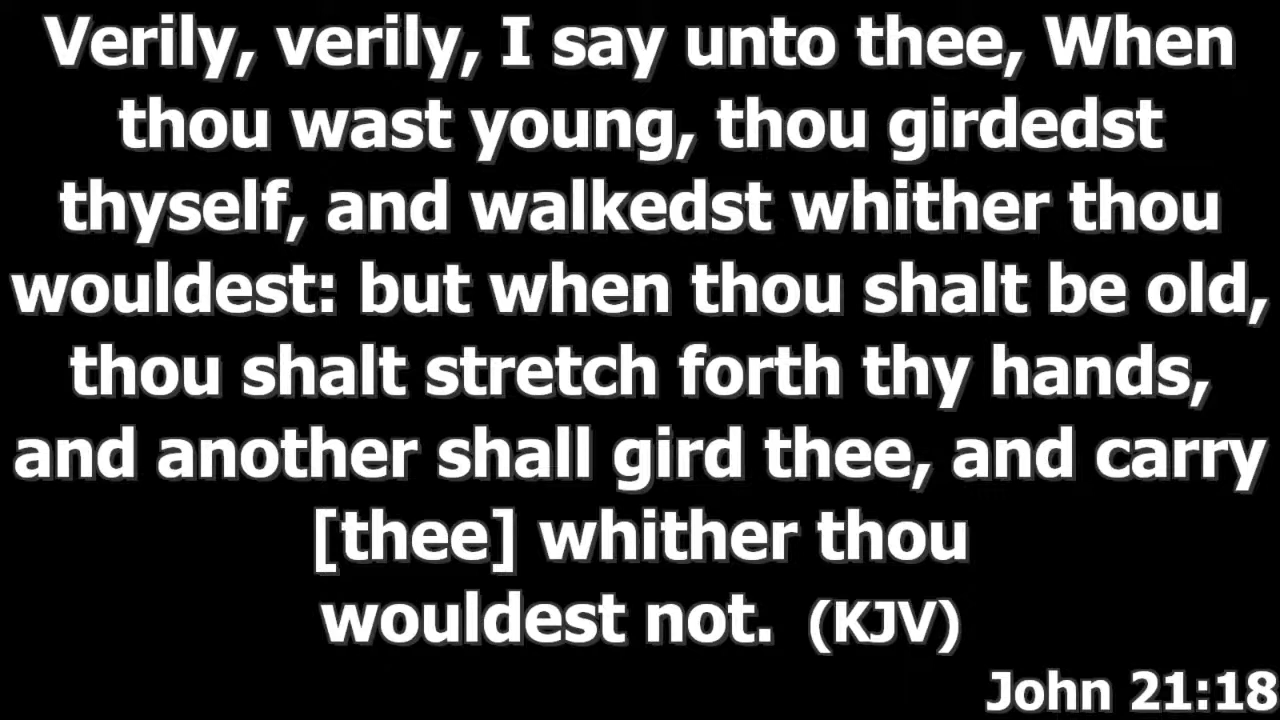 Verily, verily, I say unto thee, When
thou wast young, thou girdedst
thyself, and walkedst whither thou
wouldest: but when thou shalt be old,
thou shalt stretch forth thy hands,
and another shall gird thee, and carry
[thee] whither thou
wouldest not. (KJV)
John 21:18